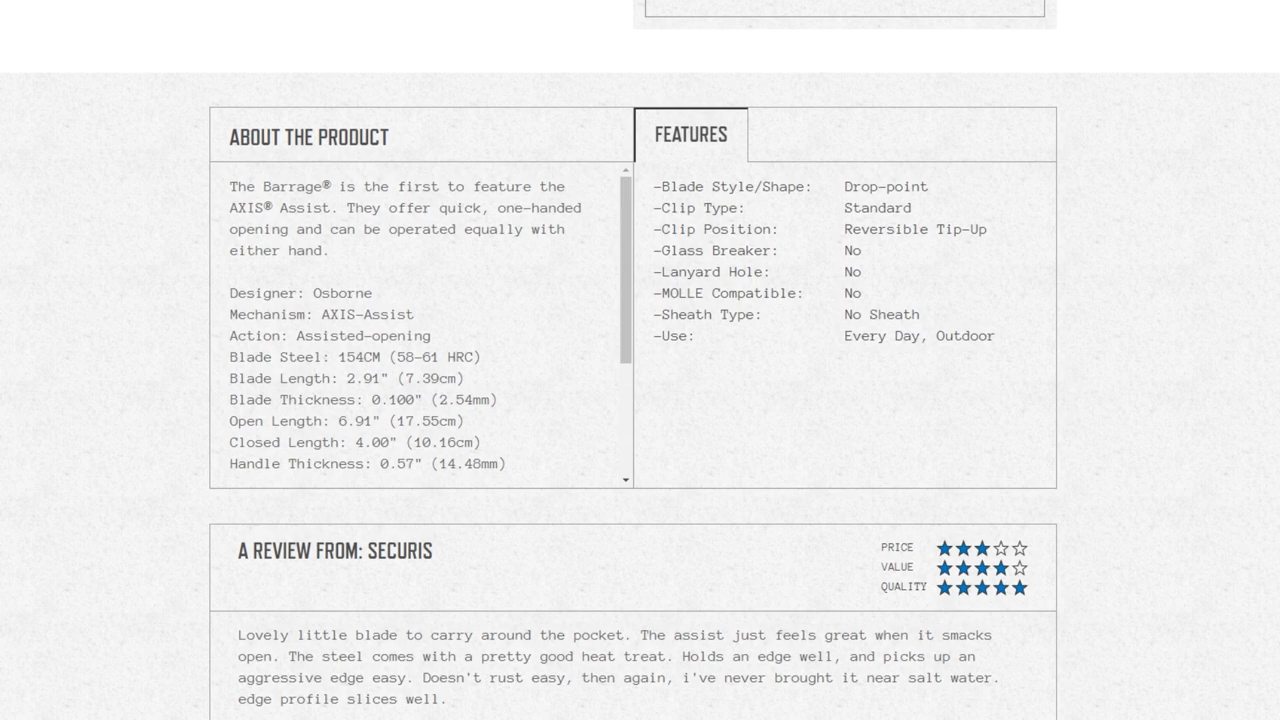 ABOUT THE PRODUCT
The Barrage® is the first to feature the
AXIS® Assist. They offer quick, one-handed
opening and can be operated equally with
either hand.
Designer: Osborne
Mechanism: AXIS-Assist
Action: Assisted-opening
Blade Steel: 154CM (58-61 HRC)
Blade Length: 2.91" (7.39cm)
Blade Thickness: 0.100" (2.54mm)
Open Length: 6.91" (17.55cm)
Closed Length: 4.00" (10.16cm)
Handle Thickness: 0.57" (14.48mm)
FEATURES
-Blade Style/Shape: Drop-point
-Clip Type: Standard
-Clip Position: Reversible Tip-Up
-Glass Breaker: No
-Lanyard Hole: No
-MOLLE Compatible: No
-Sheath Type: No Sheath
-Use: Every Day, Outdoor
A REVIEW FROM: SECURIS
PRICE
VALUE
QUALITY
Lovely little blade to carry around the pocket. The assist just feels great when it smacks
open. The steel comes with a pretty good heat treat. Holds an edge well, and picks up an
aggressive edge easy. Doesn't rust easy, then again, i've never brought it near salt water.
edge profile slices well.